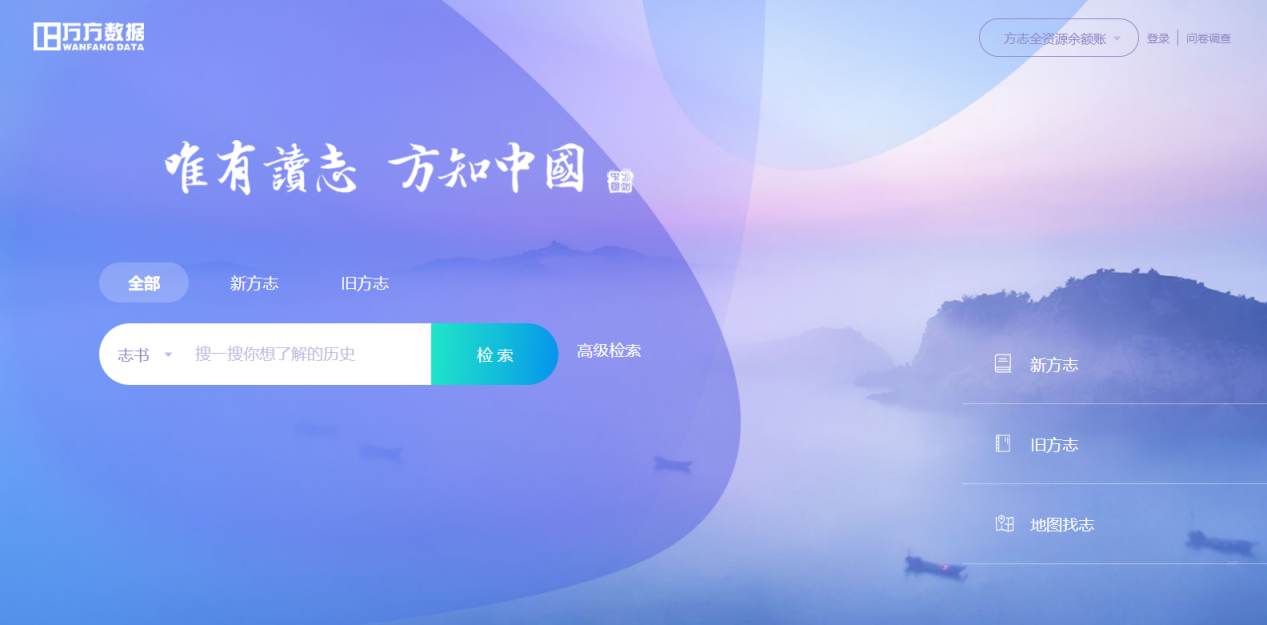 万方数据
WANFANG DATA
方志全资源余额账
登录
问卷调查
唯有讀志 方知中國
全部
新方志
旧方志
志书
搜一搜你想了解的历史
检索
高级检索
新方志
旧方志
地图找志